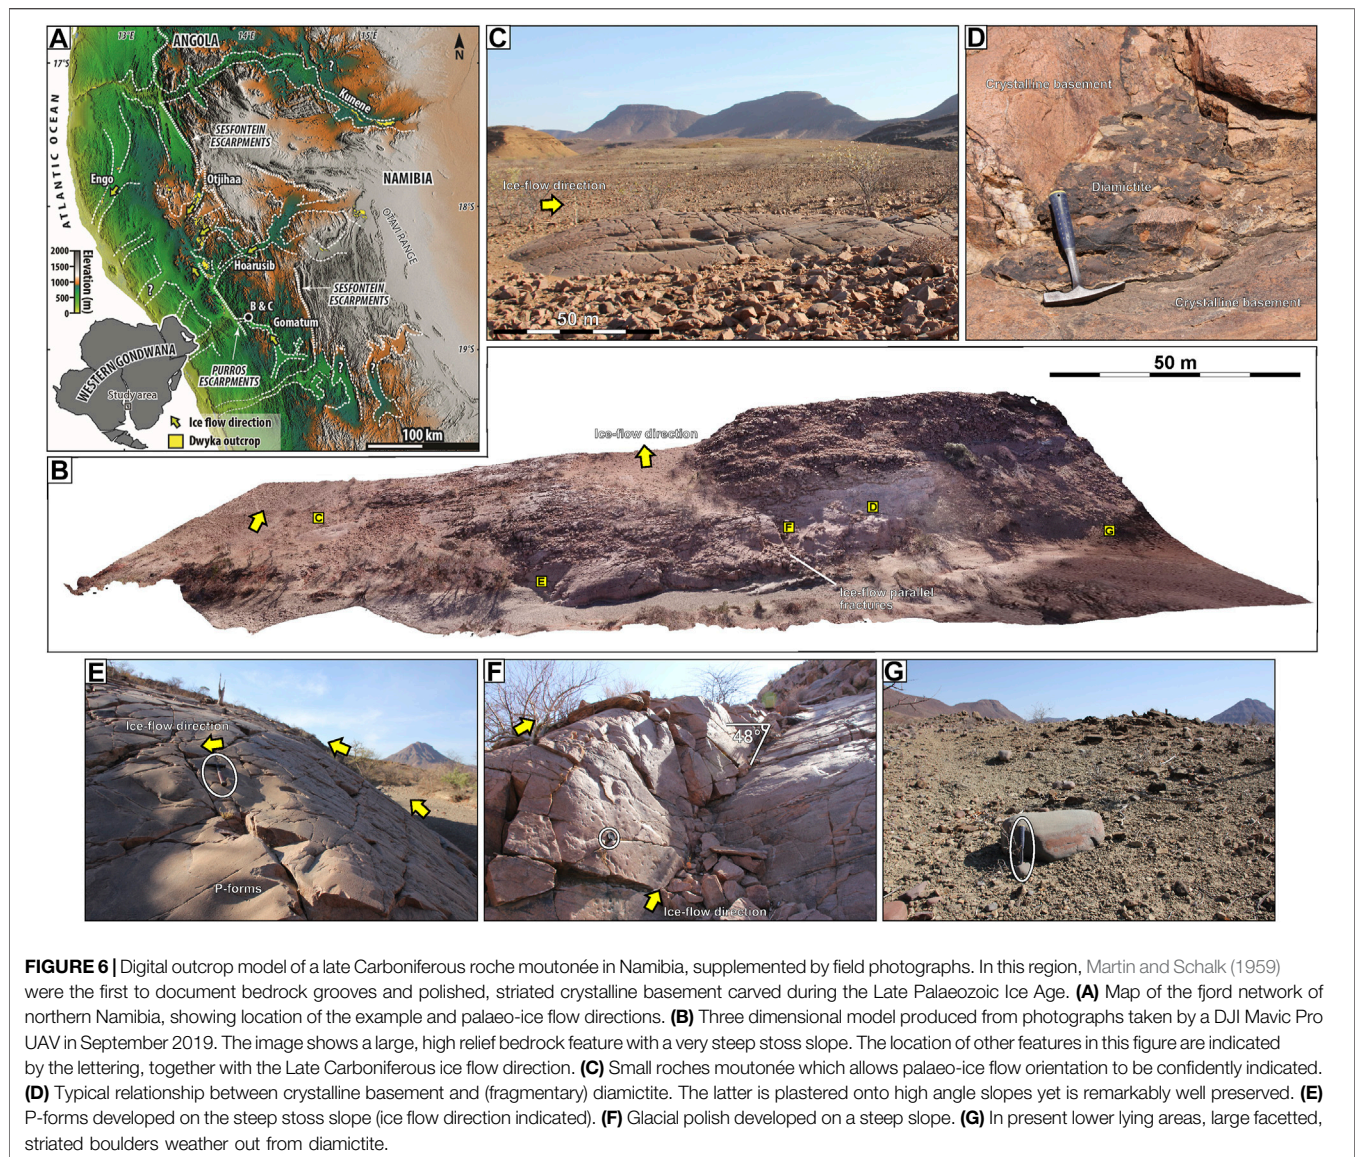 A
13°E
ANGOLA
14°E
15°E
N
17°S
?
Kunene
SESFONTEIN
ESCARPMENTS
ATLANTIC OCEAN
Engo
Otjihaa
NAMIBIA
18°S
OTAVI RANGE
2000
1500
1000
500
0
Elevation (m)
Hoarusib
?
SESFONTEIN
ESCARPMENTS
B & C
Gomatum
19°S
PURROS
ESCARPMENTS
?
?
WESTERN GONDWANA
Study area
Ice flow direction
Dwyka outcrop
100 km
C
Ice-flow direction
50 m
D
Crystalline basement
Diamictite
Crystalline basement
B
50 m
Ice-flow direction
C
D
F
G
E
Ice-flow parallel
fractures
E
Ice-flow direction
P-forms
F
48°
Ice-flow direction
G
FIGURE 6 | Digital outcrop model of a late Carboniferous roche moutonée in Namibia, supplemented by field photographs. In this region, Martin and Schalk (1959)
were the first to document bedrock grooves and polished, striated crystalline basement carved during the Late Palaeozoic Ice Age. (A) Map of the fjord network of
northern Namibia, showing location of the example and palaeo-ice flow directions. (B) Three dimensional model produced from photographs taken by a DJI Mavic Pro
UAV in September 2019. The image shows a large, high relief bedrock feature with a very steep stoss slope. The location of other features in this figure are indicated
by the lettering, together with the Late Carboniferous ice flow direction. (C) Small roches moutonée which allows palaeo-ice flow orientation to be confidently indicated.
(D) Typical relationship between crystalline basement and (fragmentary) diamictite. The latter is plastered onto high angle slopes yet is remarkably well preserved. (E)
P-forms developed on the steep stoss slope (ice flow direction indicated). (F) Glacial polish developed on a steep slope. (G) In present lower lying areas, large facetted,
striated boulders weather out from diamictite.